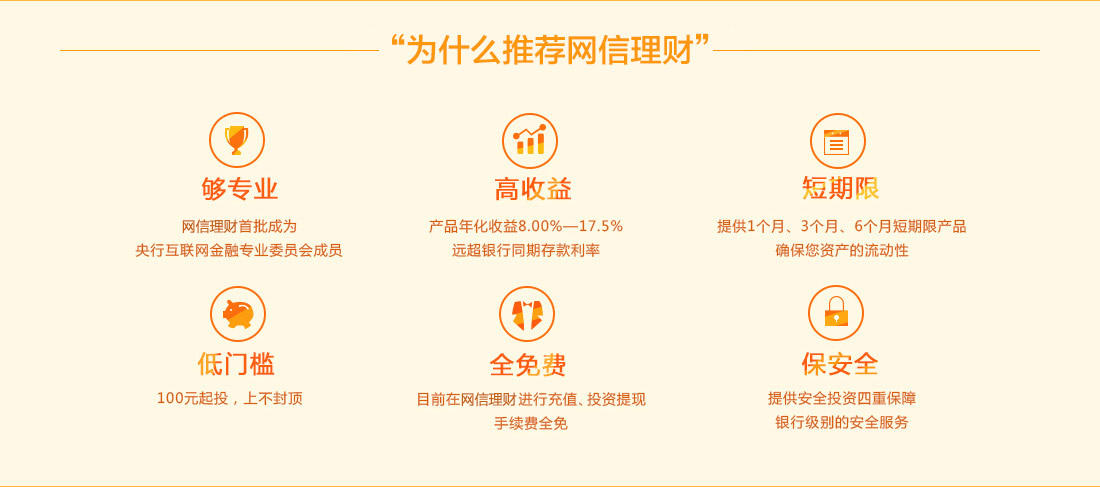 “为什么推荐网信理财”
够专业
网信理财首批成为
央行互联网金融专业委员会成员
高收益
产品年化收益8.00%—17.5%
远超银行同期存款利率
短期限
提供1个月、3个月、6个月短期限产品
确保您资产的流动性
低门槛
100元起投，上不封顶
全免费
目前在网信理财进行充值、投资提现
手续费全免
保安全
提供安全投资四重保障
银行级别的安全服务